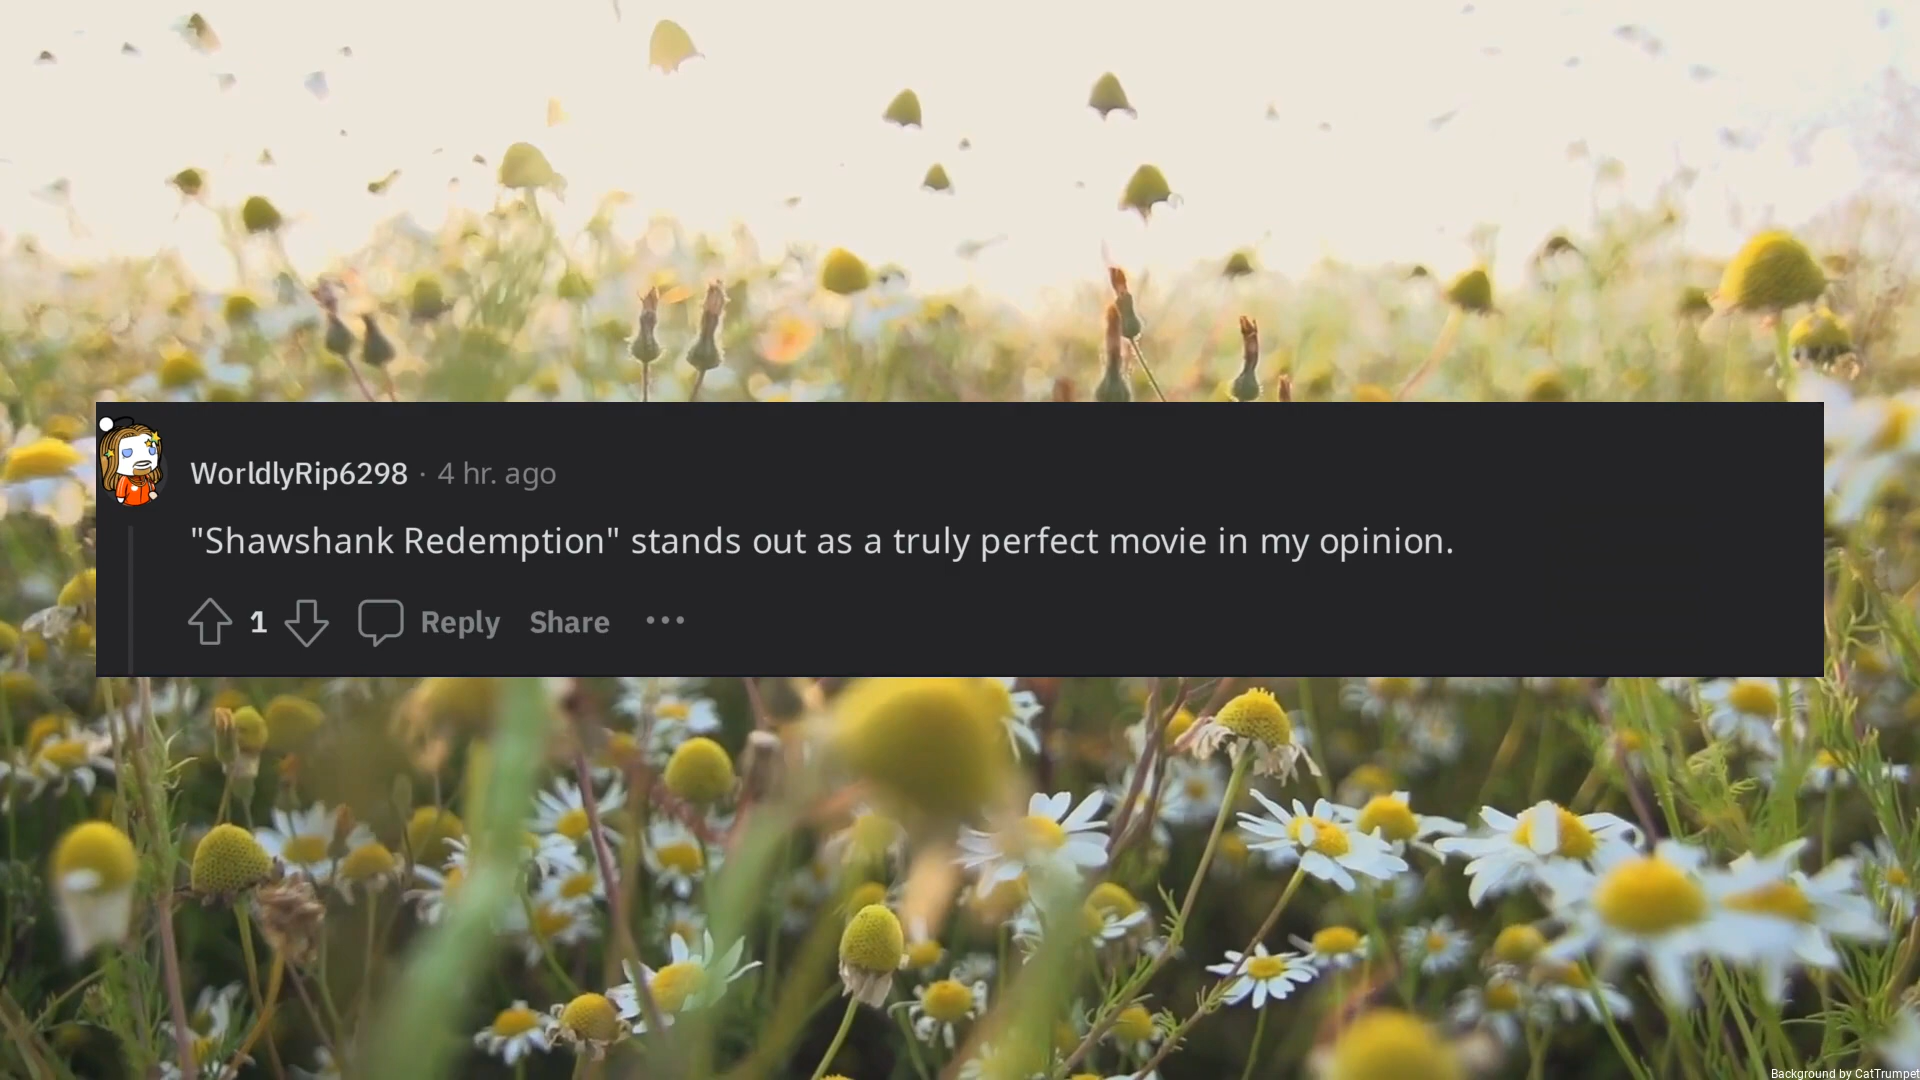 WorldlyRip6298 · 4 hr. ago
"Shawshank Redemption" stands out as a truly perfect movie in my opinion.
1 Reply Share ...
Background by CatTrumpet